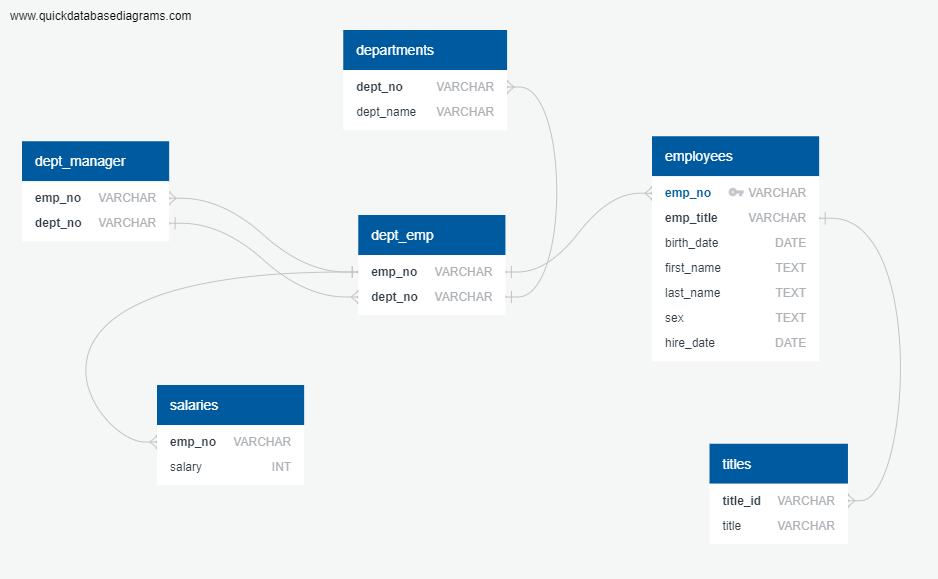 www.quickdatabasediagrams.com
departments
dept_no VARCHAR
dept_name VARCHAR
dept_manager
emp_no VARCHAR
dept_no VARCHAR
employees
emp_no VARCHAR
emp_title VARCHAR
birth_date DATE
first_name TEXT
last_name TEXT
sex TEXT
hire_date DATE
dept_emp
emp_no VARCHAR
dept_no VARCHAR
salaries
emp_no VARCHAR
salary INT
titles
title_id VARCHAR
title VARCHAR